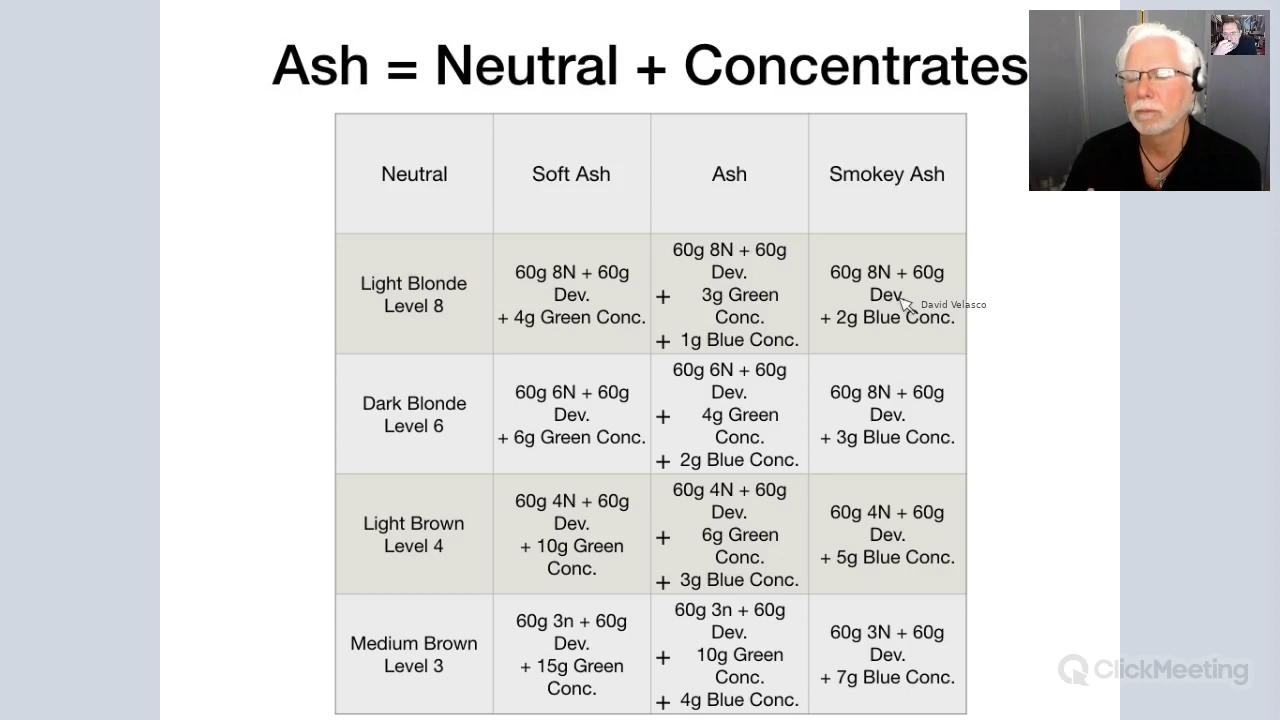 Ash = Neutral + Concentrates
Neutral
Soft Ash
Ash
Smokey Ash
Light Blonde
Level 8
60g 8N + 60g
Dev.
+ 4g Green Conc.
60g 8N + 60g
Dev.
+ 3g Green
Conc.
+ 1g Blue Conc.
60g 8N + 60g
Dev.
+ 2g Blue Conc.
David Velasco
Dark Blonde
Level 6
60g 6N + 60g
Dev.
+ 6g Green Conc.
60g 6N + 60g
Dev.
+ 4g Green
Conc.
+ 2g Blue Conc.
60g 8N + 60g
Dev.
+ 3g Blue Conc.
Light Brown
Level 4
60g 4N + 60g
Dev.
+ 10g Green
Conc.
60g 4N + 60g
Dev.
+ 6g Green
Conc.
+ 3g Blue Conc.
60g 4N + 60g
Dev.
+ 5g Blue Conc.
Medium Brown
Level 3
60g 3n + 60g
Dev.
+ 15g Green
Conc.
60g 3n + 60g
Dev.
+ 10g Green
Conc.
+ 4g Blue Conc.
60g 3N + 60g
Dev.
+ 7g Blue Conc.
ClickMeeting